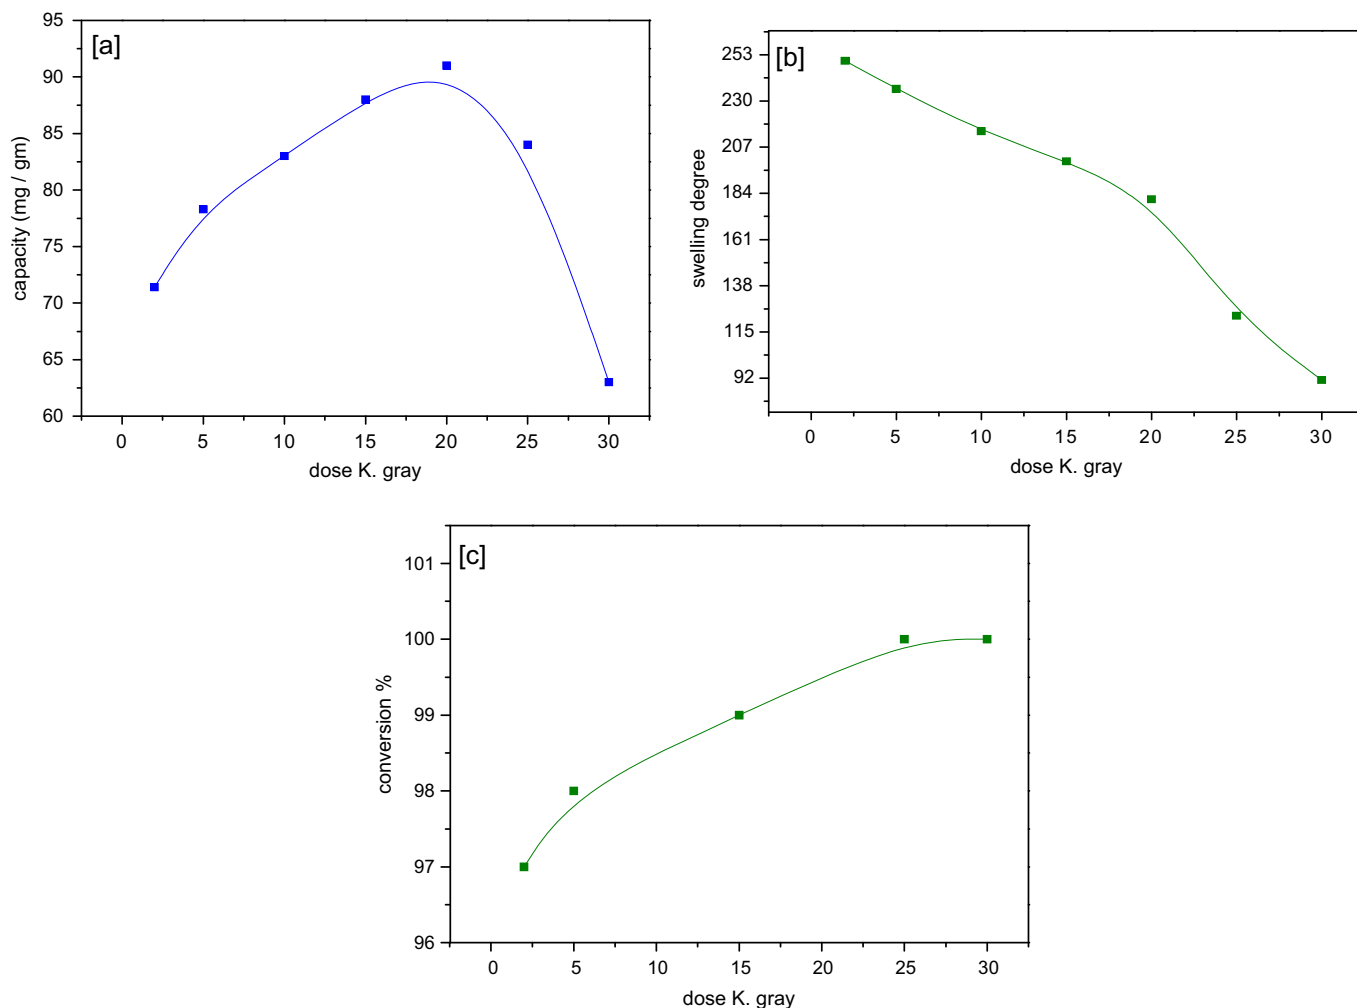 [a]
capacity (mg / gm)
95
90
85
80
75
70
65
60
0 5 10 15 20 25 30
dose K. gray
[b]
swelling degree
253
230
207
184
161
138
115
92
0 5 10 15 20 25 30
dose K. gray
[c]
conversion %
101
100
99
98
97
96
0 5 10 15 20 25 30
dose K. gray